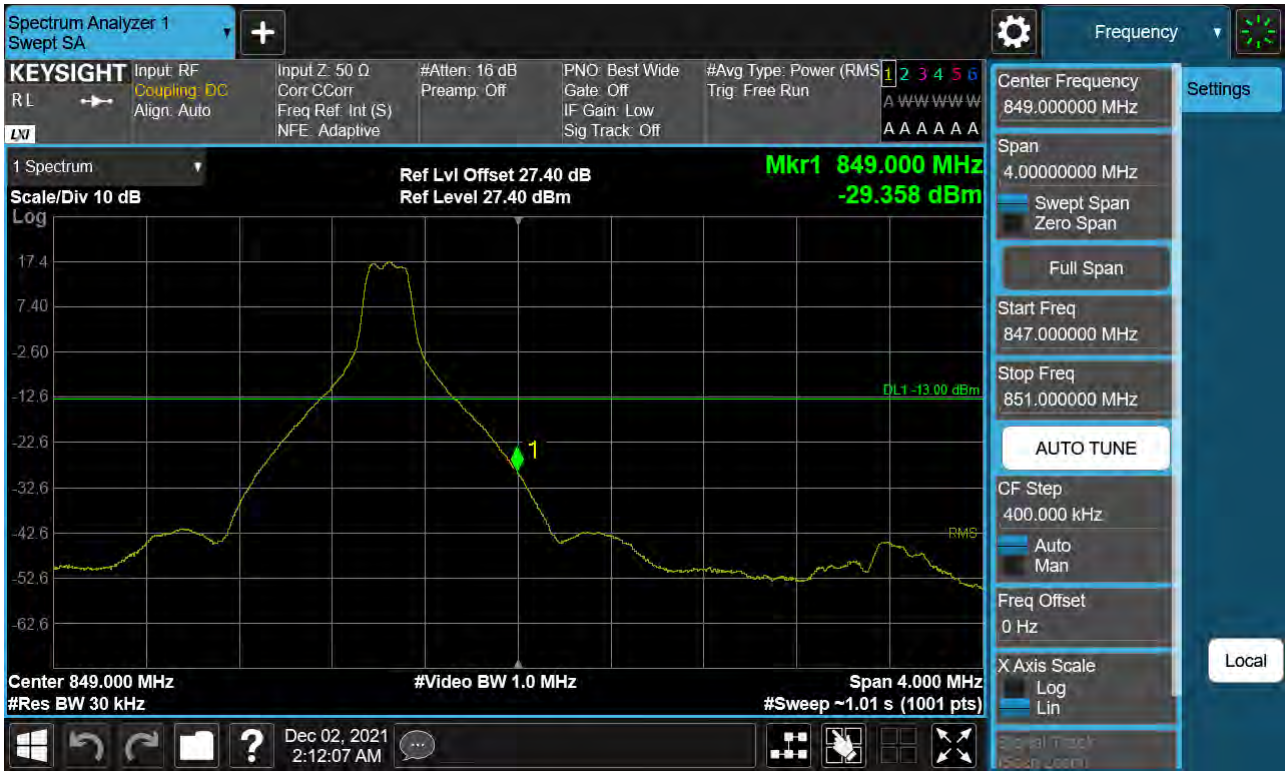 Spectrum Analyzer 1
Swept SA
+
Frequency
KEYSIGHT
RL
LXI
Input: RF
Coupling: DC
Align: Auto
Input Z: 50 Ω
Corr CCorr
Freq Ref: Int (S)
NFE: Adaptive
#Atten: 16 dB
Preamp: Off
PNO: Best Wide
Gate: Off
IF Gain: Low
Sig Track: Off
#Avg Type: Power (RMS
Trig: Free Run
1 2 3 4 5 6
A W W W W W
A A A A A A
1 Spectrum
Scale/Div 10 dB
Log
Ref Lvl Offset 27.40 dB
Ref Level 27.40 dBm
Mkr1 849.000 MHz
-29.358 dBm
17.4
7.40
-2.60
-12.6
-22.6
-32.6
-42.6
-52.6
-62.6
DL1 -13.00 dBm
1
RMS
Center 849.000 MHz
#Res BW 30 kHz
#Video BW 1.0 MHz
Span 4.000 MHz
#Sweep ~1.01 s (1001 pts)
Center Frequency
849.000000 MHz
Span
4.00000000 MHz
Swept Span
Zero Span
Full Span
Start Freq
847.000000 MHz
Stop Freq
851.000000 MHz
AUTO TUNE
CF Step
400.000 kHz
Auto
Man
Freq Offset
0 Hz
X Axis Scale
Log
Lin
Signal Track
(Span Zoom)
Settings
Local
?
Dec 02, 2021
2:12:07 AM